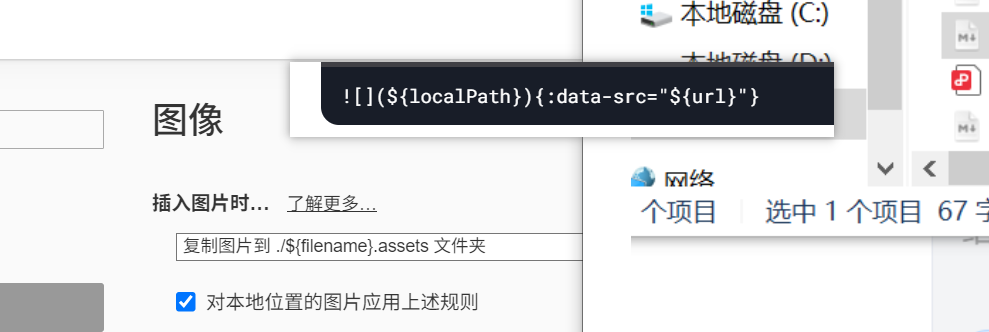 本地磁盘 (C:)
本地磁盘 (D:)
![](${localPath}){:data-src="${url}"}
图像
网络
插入图片时... 了解更多...
个项目 选中 1 个项目 67 字
复制图片到 ./${filename}.assets 文件夹
对本地位置的图片应用上述规则